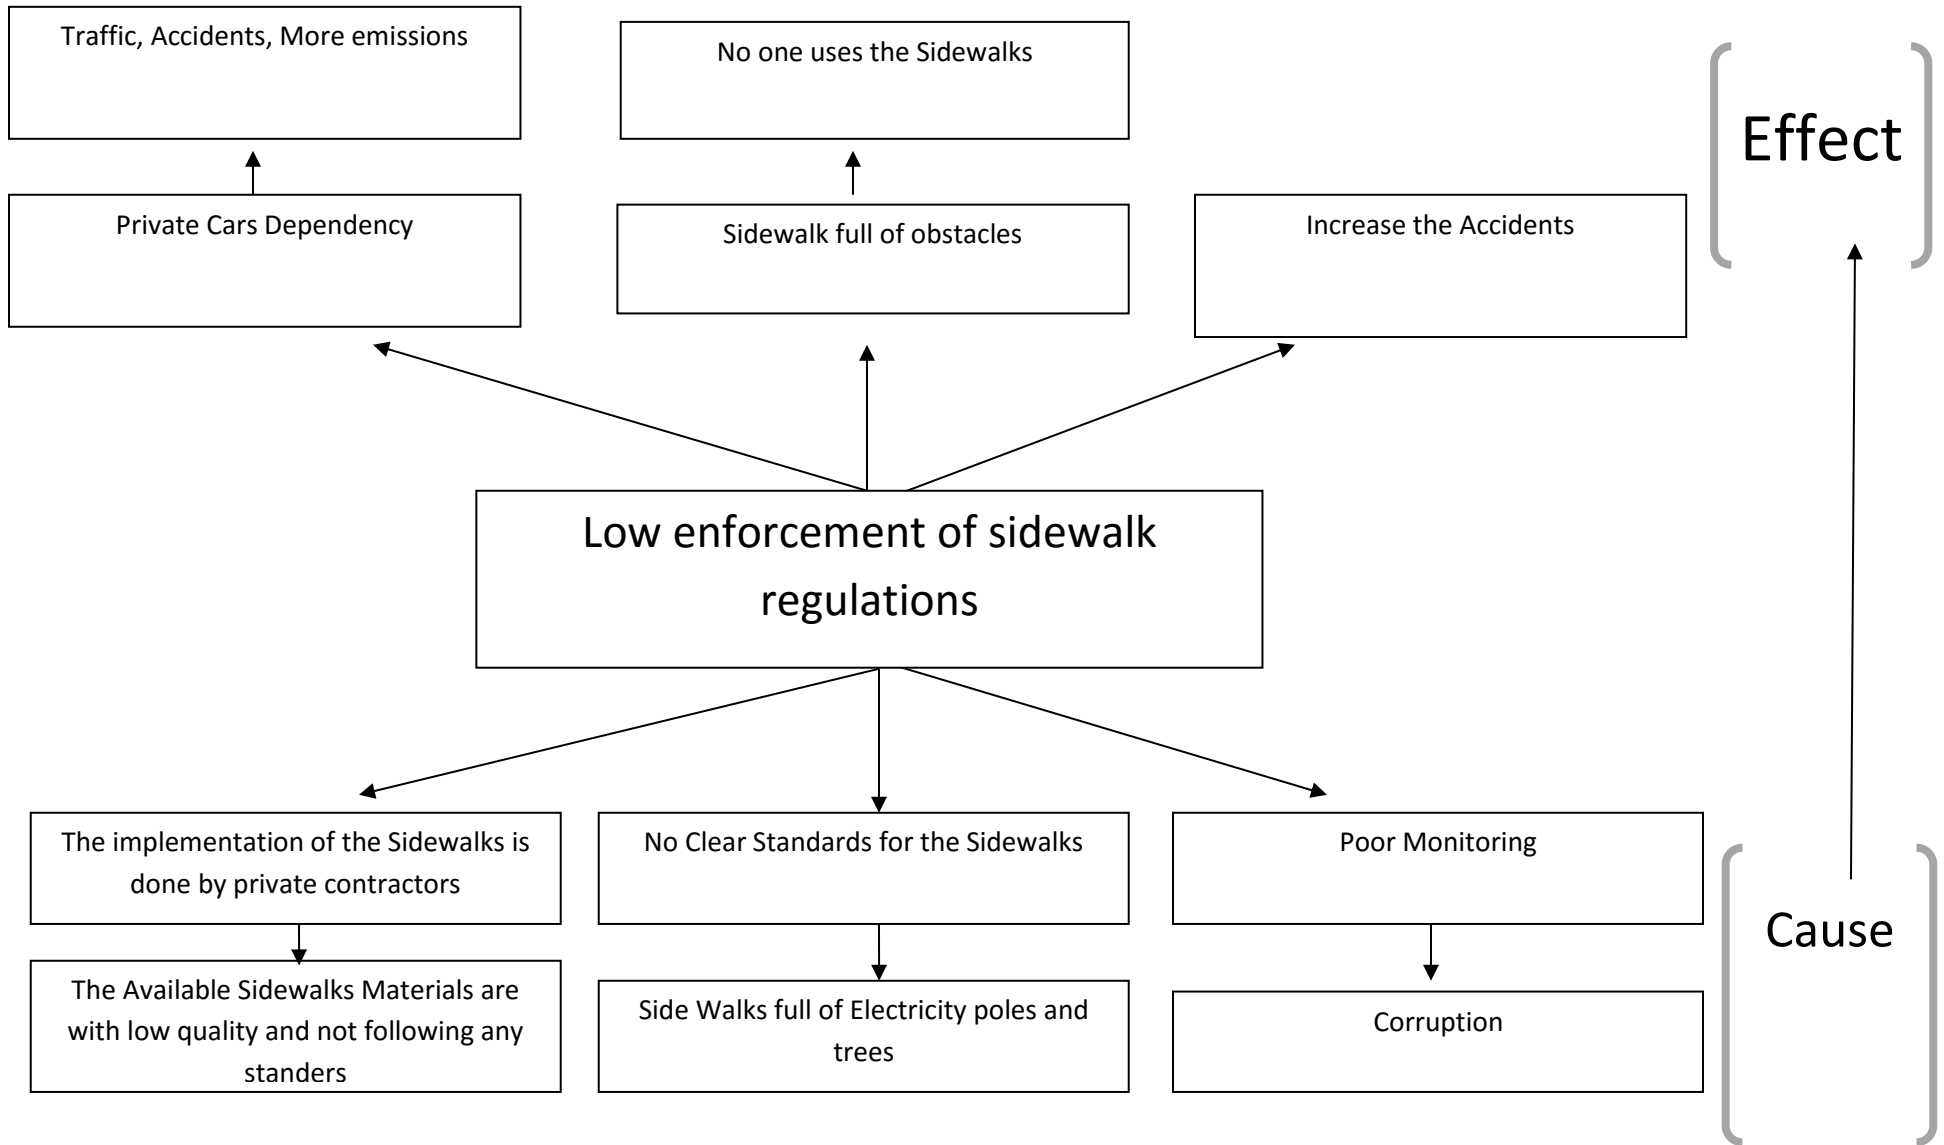 Traffic, Accidents, More emissions
No one uses the Sidewalks
Effect
Private Cars Dependency
Sidewalk full of obstacles
Increase the Accidents
Low enforcement of sidewalk
regulations
The implementation of the Sidewalks is
done by private contractors
No Clear Standards for the Sidewalks
Poor Monitoring
Cause
The Available Sidewalks Materials are
with low quality and not following any
standers
Side Walks full of Electricity poles and
trees
Corruption